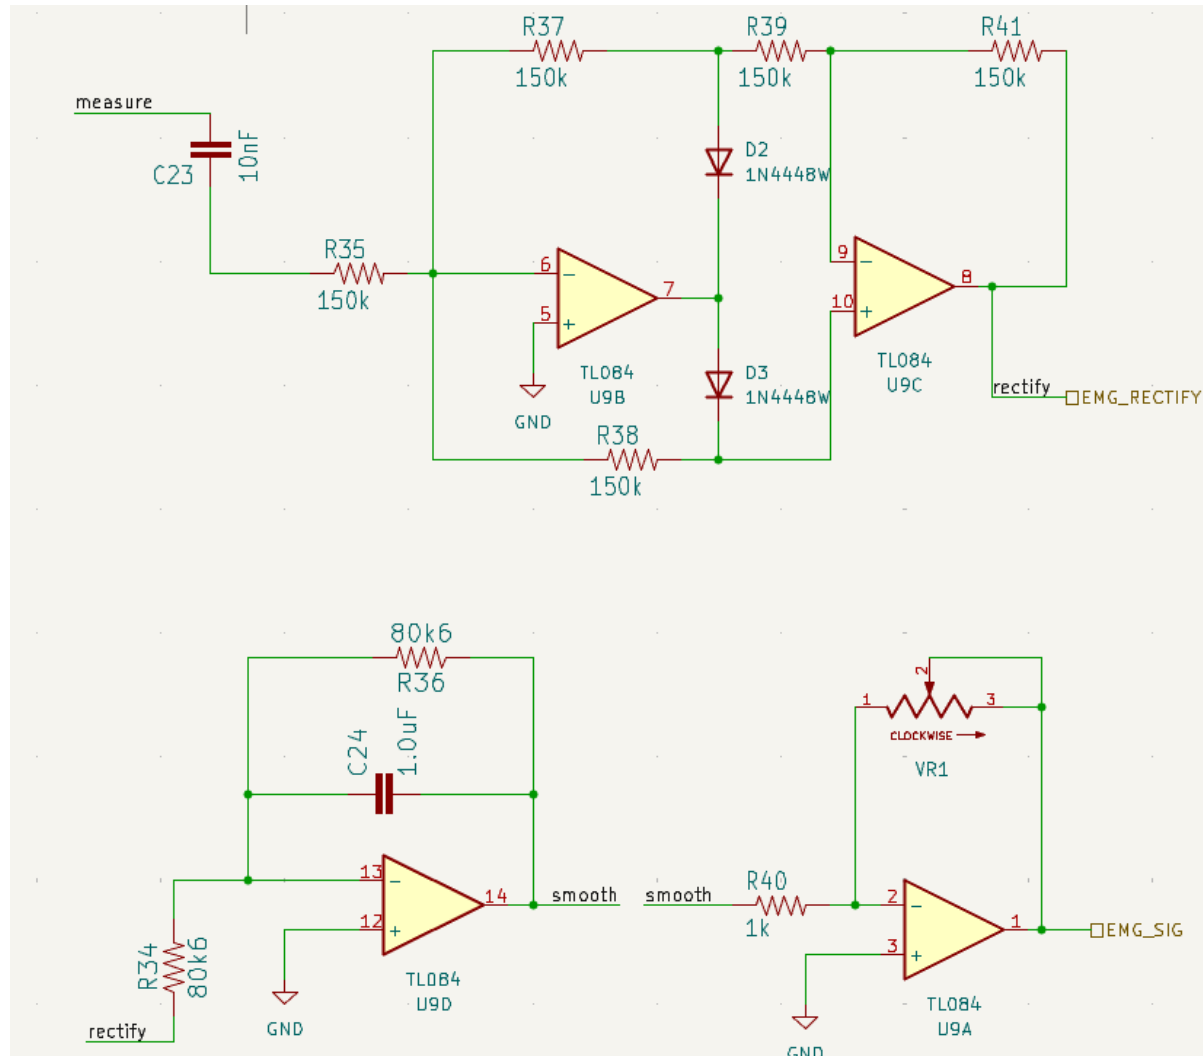 R37
150k
R39
150k
R41
150k
measure
C23
10nF
D2
1N4448W
R35
150k
6
5
7
-
+
TL084
U9B
GND
9
10
8
-
+
TL084
U9C
D3
1N4448W
rectify
EMG_RECTIFY
R38
150k
80k6
R36
C24
1.0uF
13
12
14
-
+
TL084
U9D
GND
smooth
R34
80k6
rectify
smooth
R40
1k
1
2
3
CLOCKWISE
VR1
2
3
1
-
+
TL084
U9A
GND
EMG_SIG